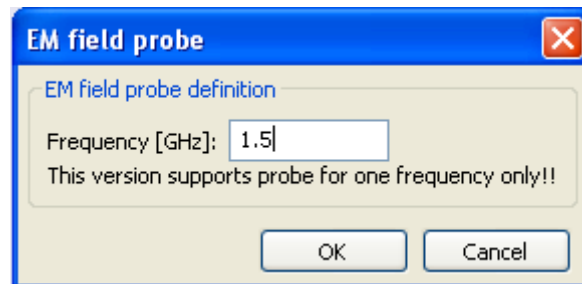 EM field probe
EM field probe definition
Frequency [GHz]: 1.5
This version supports probe for one frequency only!!
OK Cancel